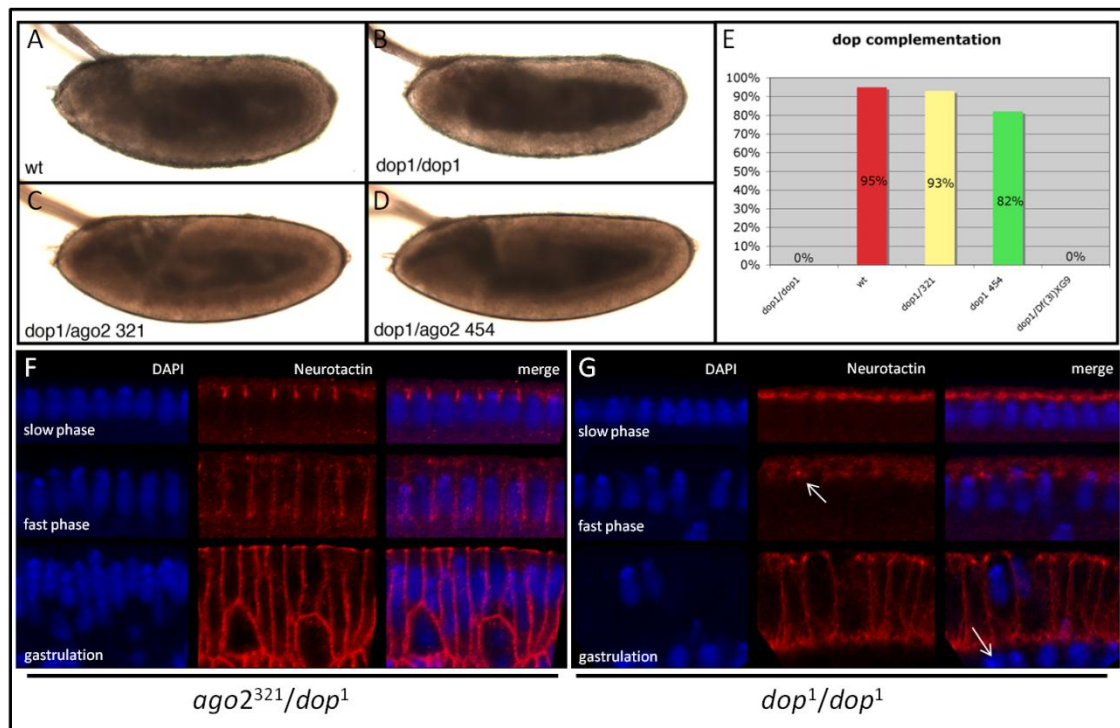 A
wt
B
dop1/dop1
C
dop1/ago2 321
D
dop1/ago2 454
E
dop complementation
100%
90%
80%
70%
60%
50%
40%
30%
20%
10%
0%
0%
95%
93%
82%
0%
dop1/dop1
wt
dop1/321
dop1 454
dop1/Df(3l)XG9
F
DAPI
Neurotactin
merge
slow phase
fast phase
gastrulation
ago2³²¹/dop¹
G
DAPI
Neurotactin
merge
slow phase
fast phase
gastrulation
dop¹/dop¹